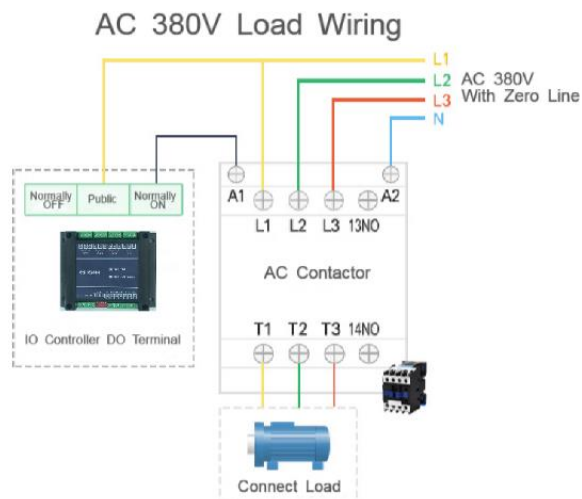 AC 380V Load Wiring
L1
L2 AC 380V
L3 With Zero Line
N
Normally OFF
Public
Normally ON
A1
A2
L1 L2 L3 13NO
AC Contactor
IO Controller DO Terminal
T1 T2 T3 14NO
Connect Load